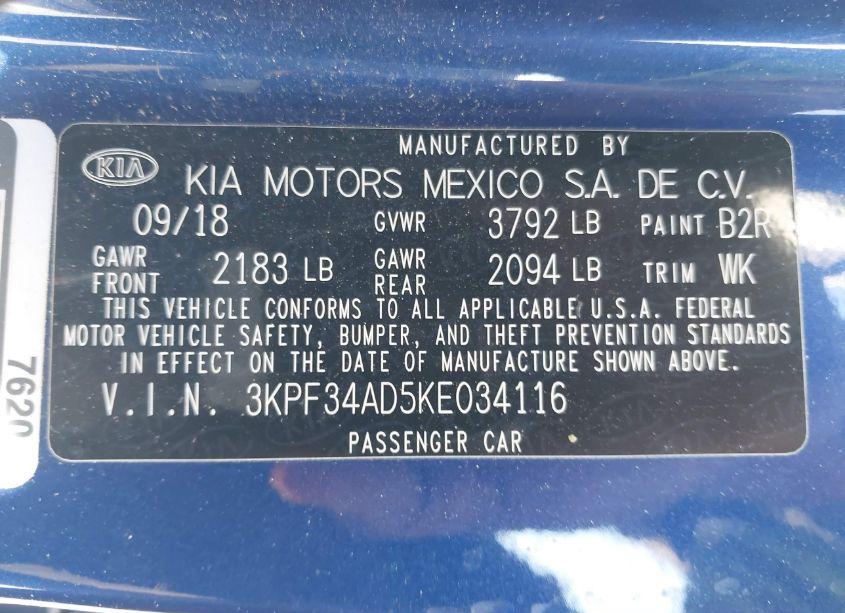 MANUFACTURED BY
KIA
KIA MOTORS MEXICO S.A. DE C.V.
09/18 GVWR 3792 LB PAINT B2R
GAWR FRONT 2183 LB GAWR REAR 2094 LB TRIM WK
THIS VEHICLE CONFORMS TO ALL APPLICABLE U.S.A. FEDERAL
MOTOR VEHICLE SAFETY, BUMPER, AND THEFT PREVENTION STANDARDS
IN EFFECT ON THE DATE OF MANUFACTURE SHOWN ABOVE.
V.I.N. 3KPF34AD5KE034116
PASSENGER CAR
7620